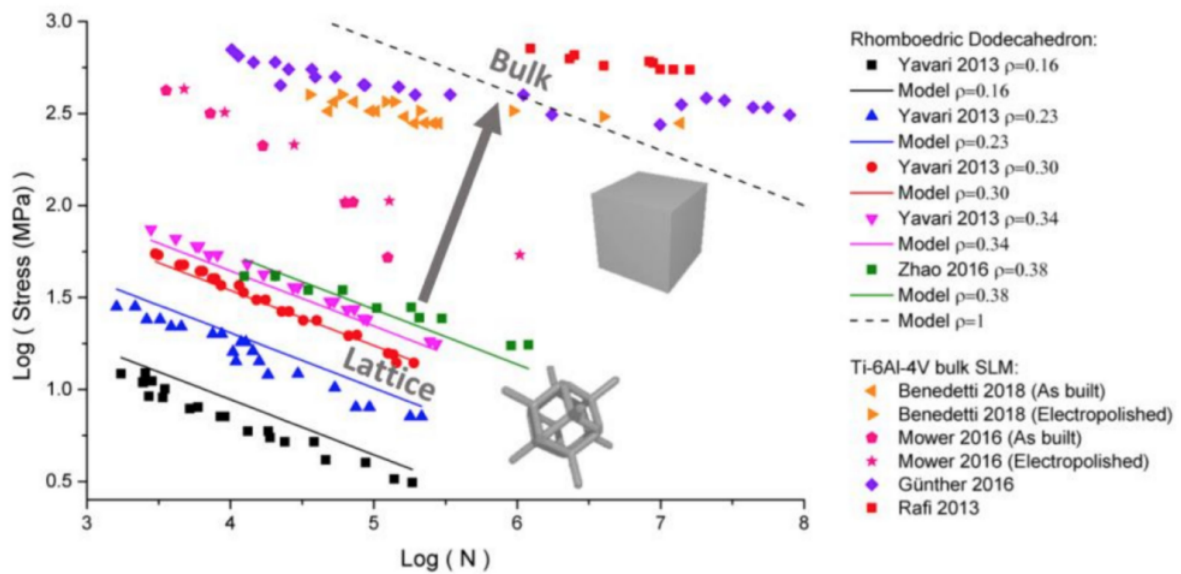 3.0
2.5
2.0
1.5
1.0
0.5
3 4 5 6 7 8
Log ( Stress (MPa) )
Log ( N )
Bulk
Lattice
Rhomboedric Dodecahedron:
Yavari 2013 ρ=0.16
Model ρ=0.16
Yavari 2013 ρ=0.23
Model ρ=0.23
Yavari 2013 ρ=0.30
Model ρ=0.30
Yavari 2013 ρ=0.34
Model ρ=0.34
Zhao 2016 ρ=0.38
Model ρ=0.38
Model ρ=1
Ti-6Al-4V bulk SLM:
Benedetti 2018 (As built)
Benedetti 2018 (Electropolished)
Mower 2016 (As built)
Mower 2016 (Electropolished)
Günther 2016
Rafi 2013